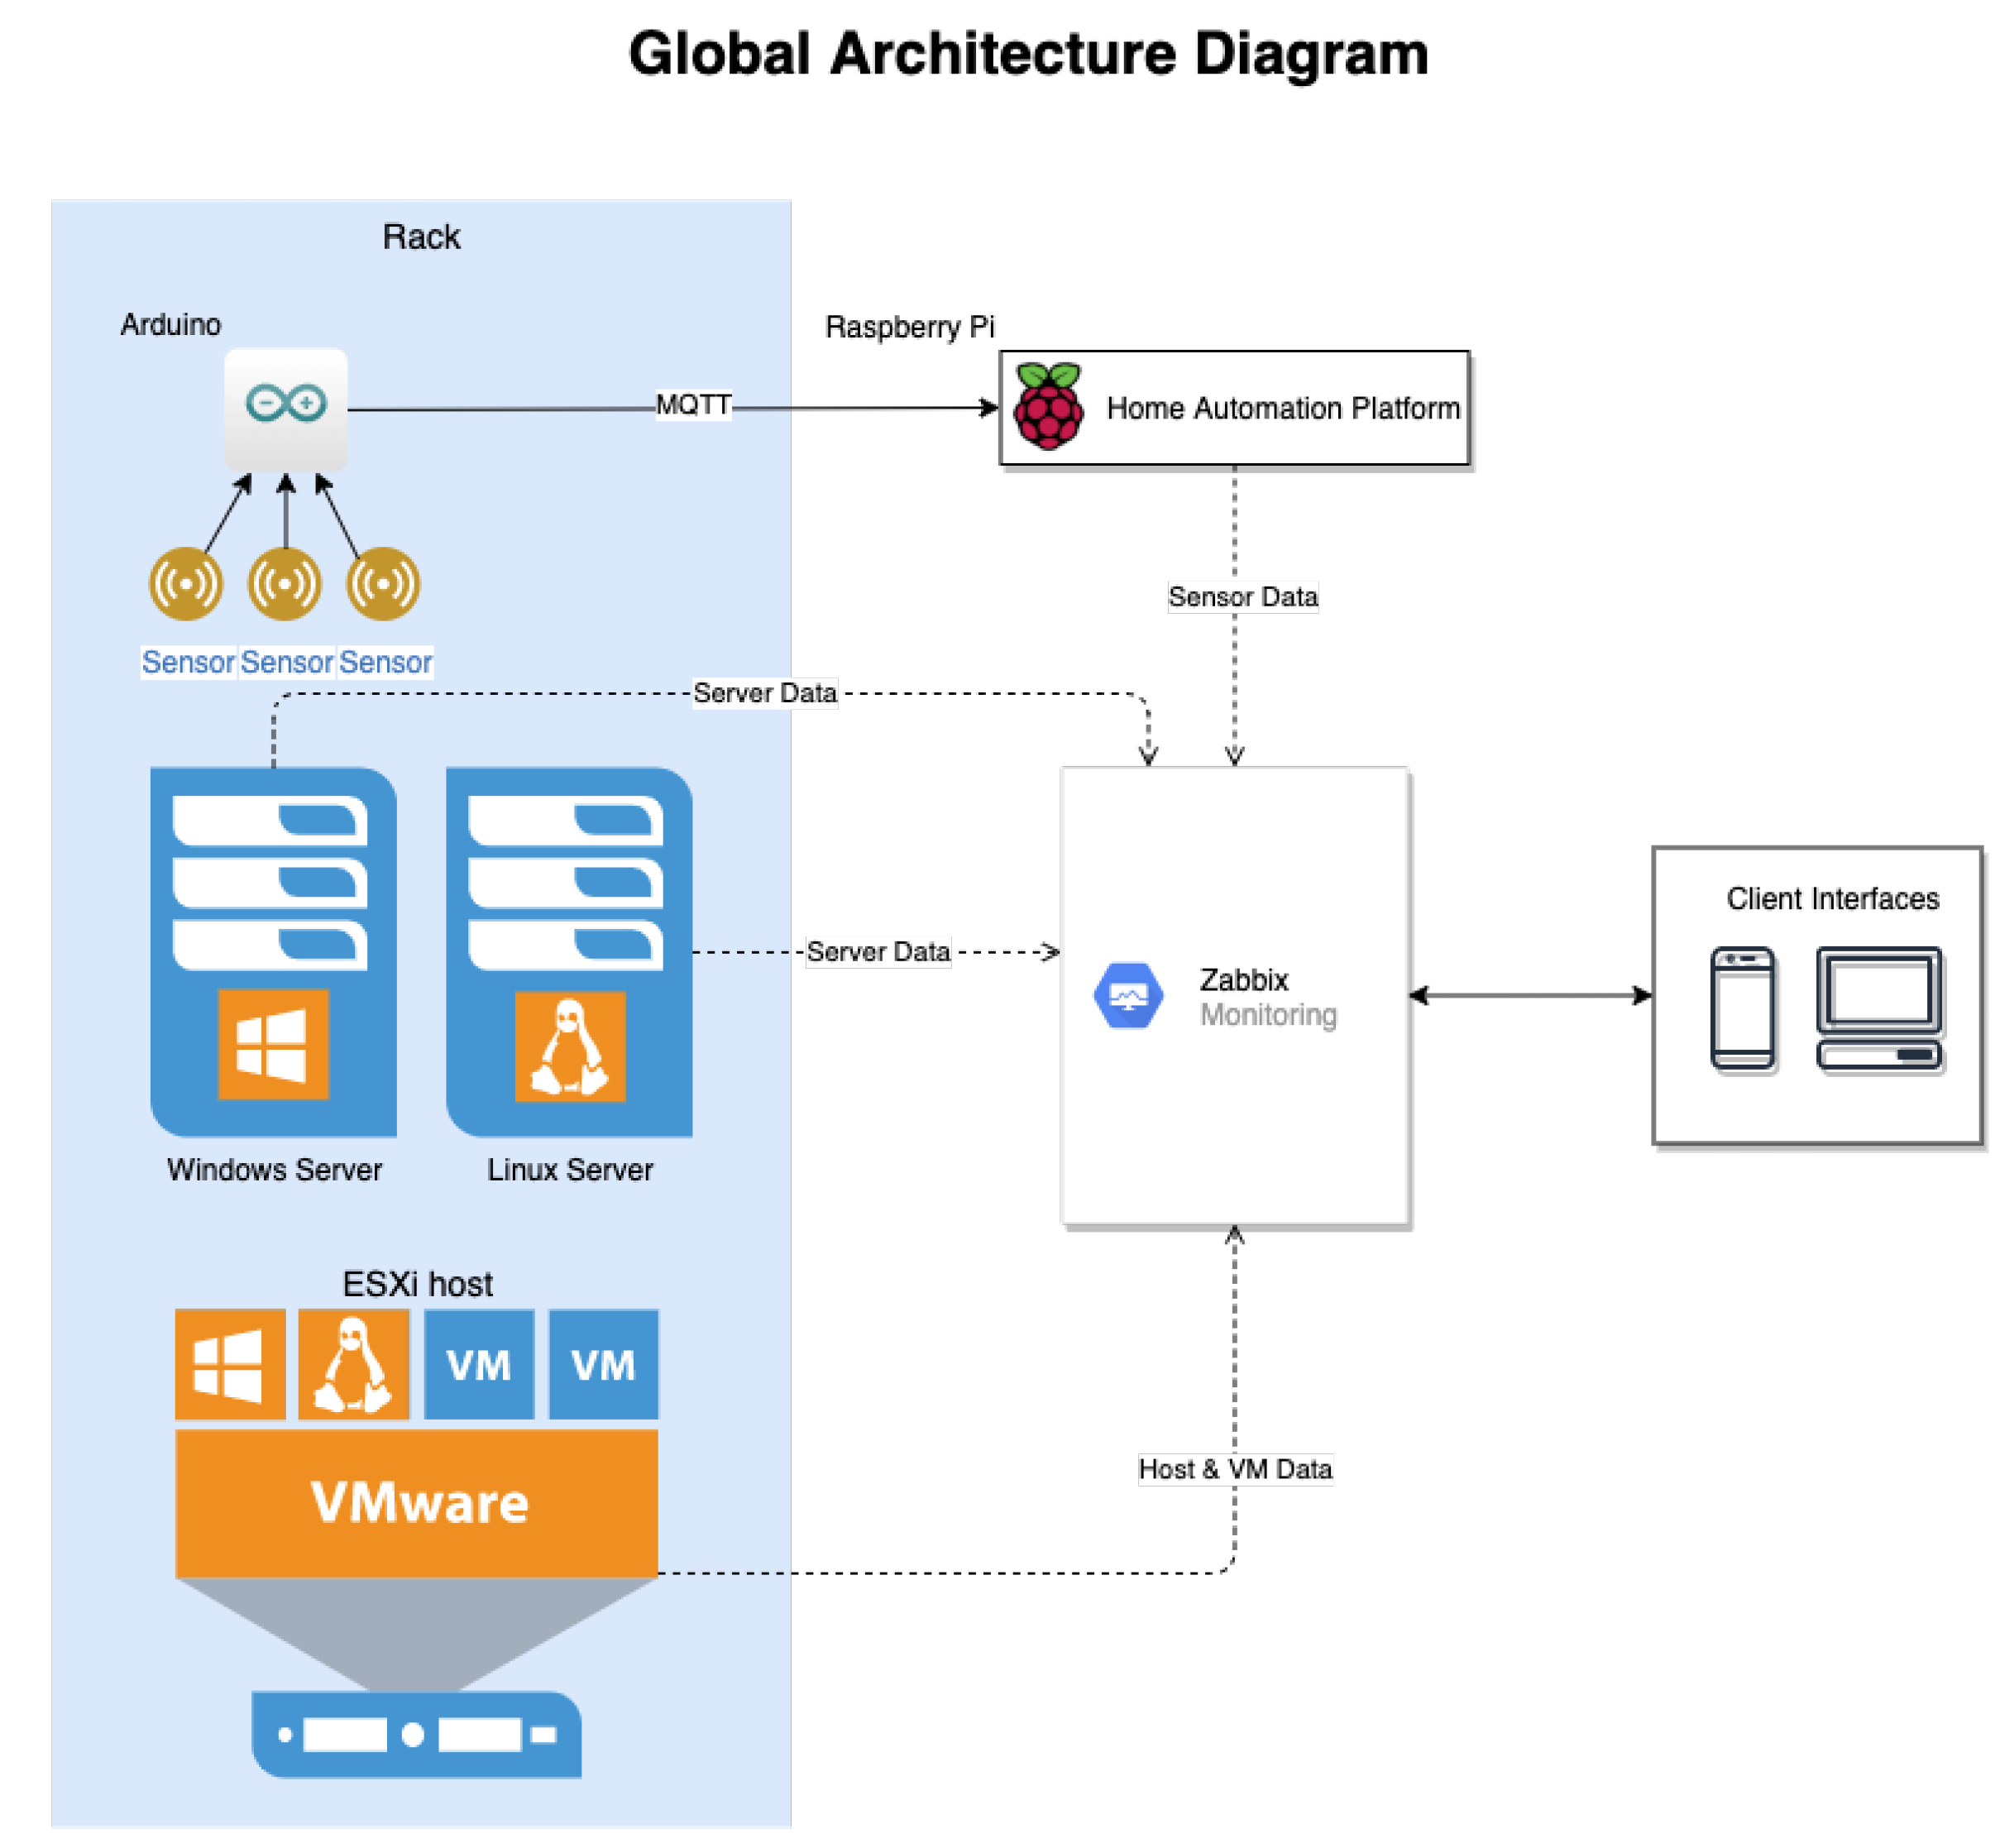 Global Architecture Diagram
Rack
Arduino
Raspberry Pi
MQTT
Home Automation Platform
Sensor Sensor Sensor
Sensor Data
Server Data
Server Data
Client Interfaces
Zabbix
Monitoring
Windows Server
Linux Server
ESXi host
VM VM
VMware
Host & VM Data